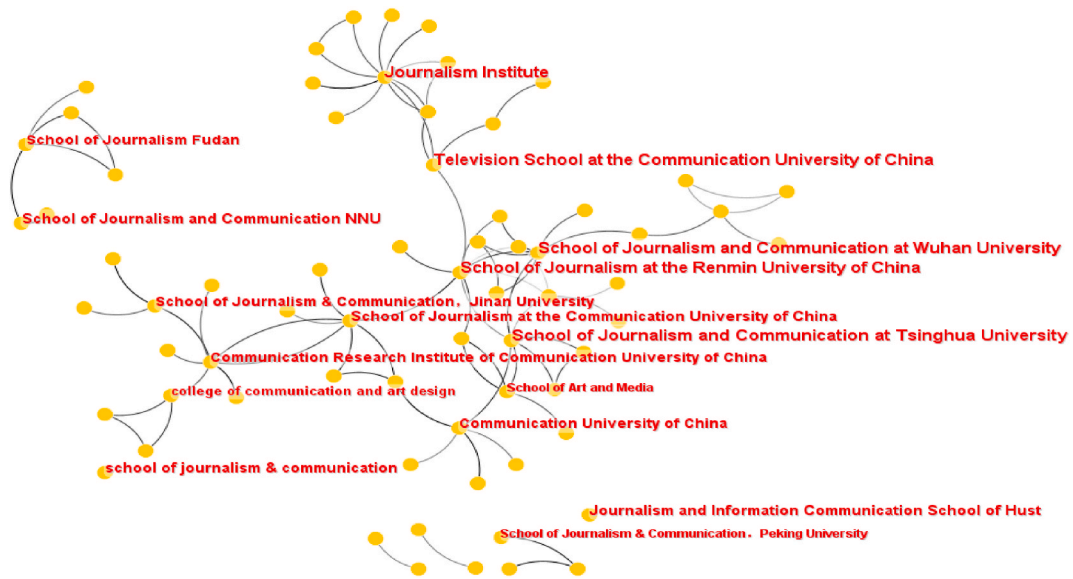 Journalism Institute
School of Journalism Fudan
Television School at the Communication University of China
School of Journalism and Communication NNU
School of Journalism and Communication at Wuhan University
School of Journalism at the Renmin University of China
School of Journalism & Communication, Jinan University
School of Journalism at the Communication University of China
School of Journalism and Communication at Tsinghua University
Communication Research Institute of Communication University of China
School of Art and Media
college of communication and art design
Communication University of China
school of journalism & communication
Journalism and Information Communication School of Hust
School of Journalism & Communication. Peking University